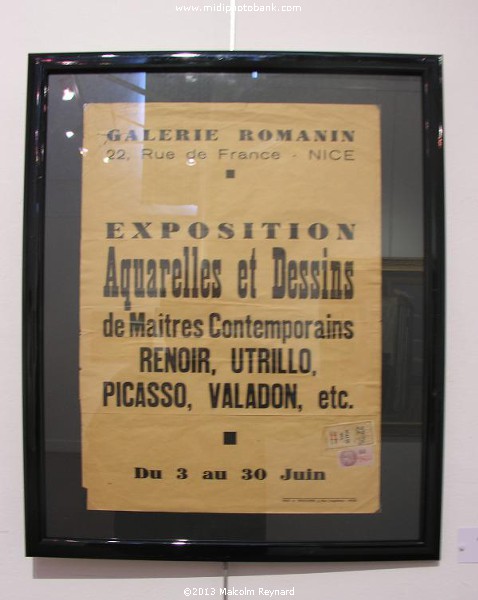 www.midiphotobank.com
GALERIE ROMANIN
22, Rue de France - NICE
EXPOSITION
Aquarelles et Dessins
de Maitres Contemporains
RENOIR, UTRILLO,
PICASSO, VALADON, etc.
Du 3 au 30 Juin
©2013 Malcolm Reynard